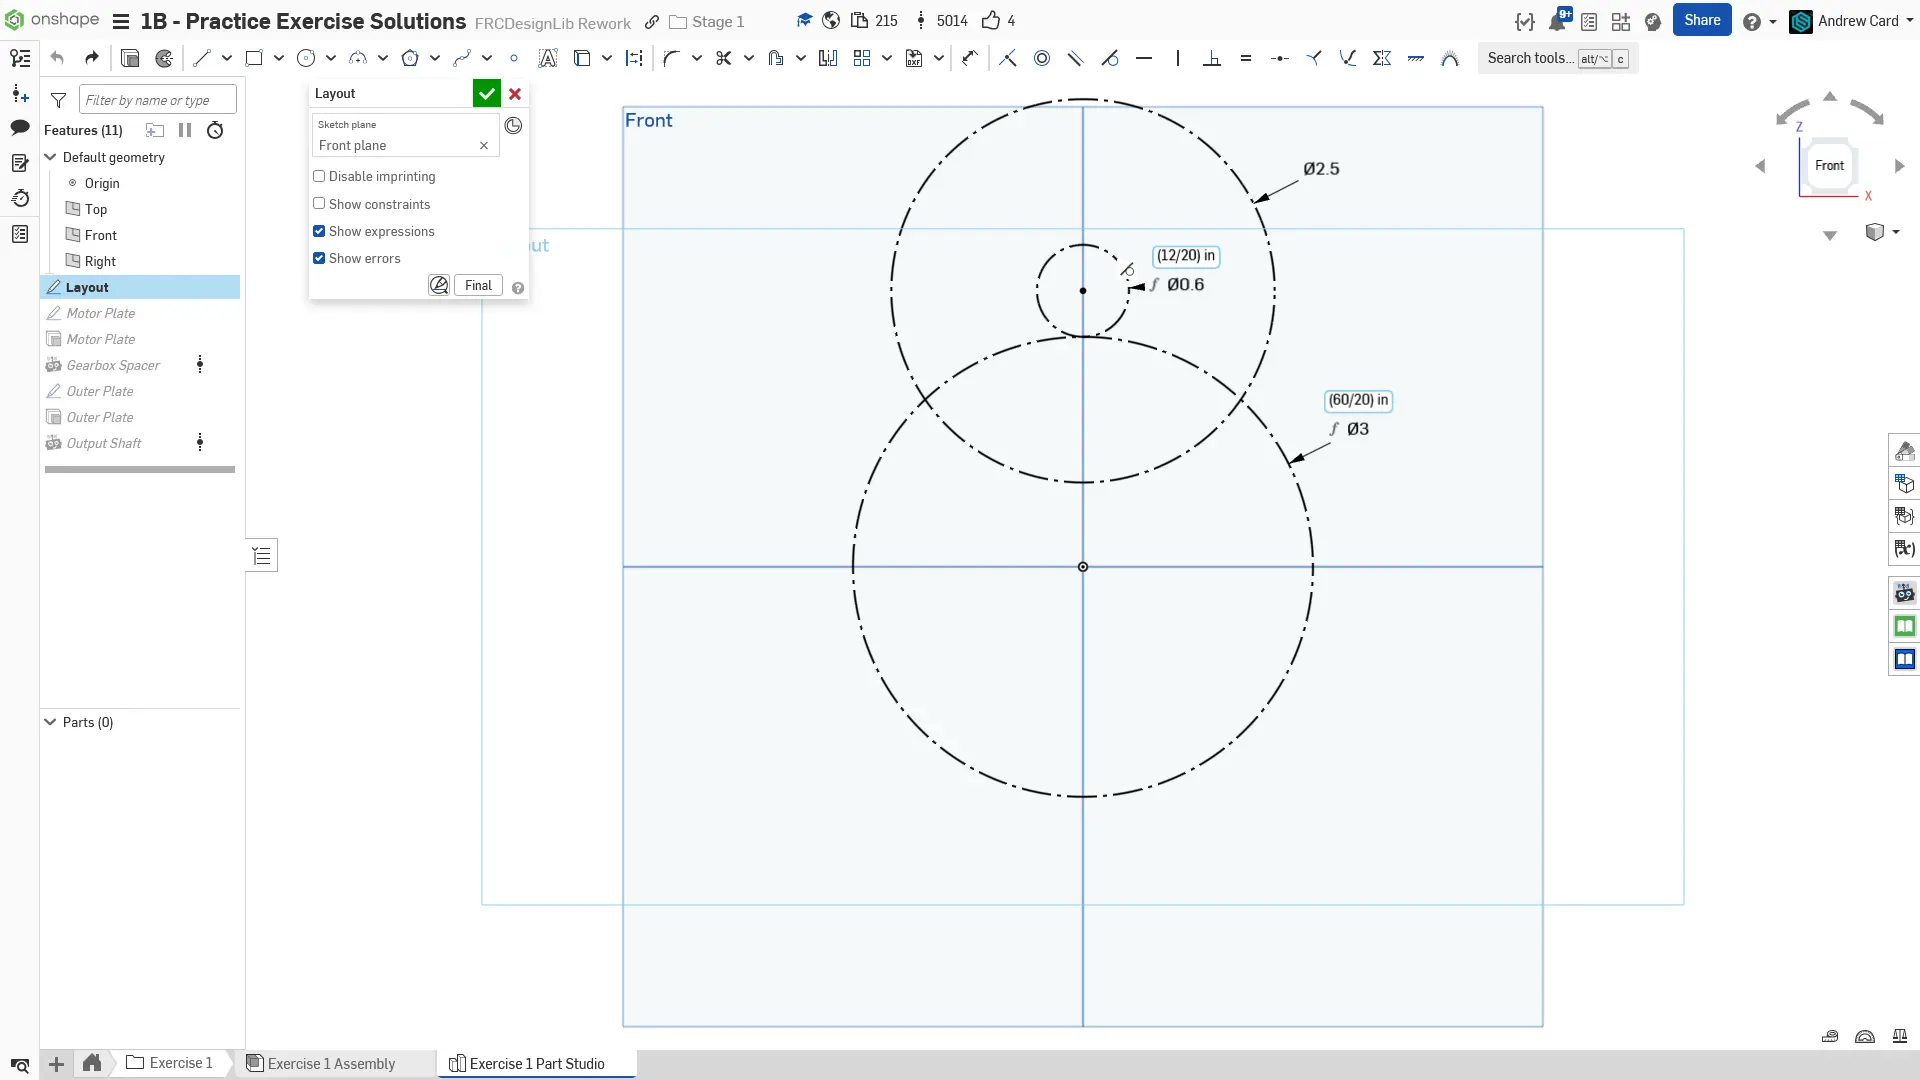 onshape
1B - Practice Exercise Solutions
FRCDesignLib Rework
Stage 1
215
5014
4
9+
Share
Andrew Card
Search tools... alt/⌥ c
Filter by name or type
Features (11)
Default geometry
Origin
Top
Front
Right
Layout
Motor Plate
Motor Plate
Gearbox Spacer
Outer Plate
Outer Plate
Output Shaft
Parts (0)
Layout
Sketch plane
Front plane
Disable imprinting
Show constraints
Show expressions
Show errors
Final
Front
out
Ø2.5
(12/20) in
f Ø0.6
(60/20) in
f Ø3
Z
Front
X
Exercise 1
Exercise 1 Assembly
Exercise 1 Part Studio